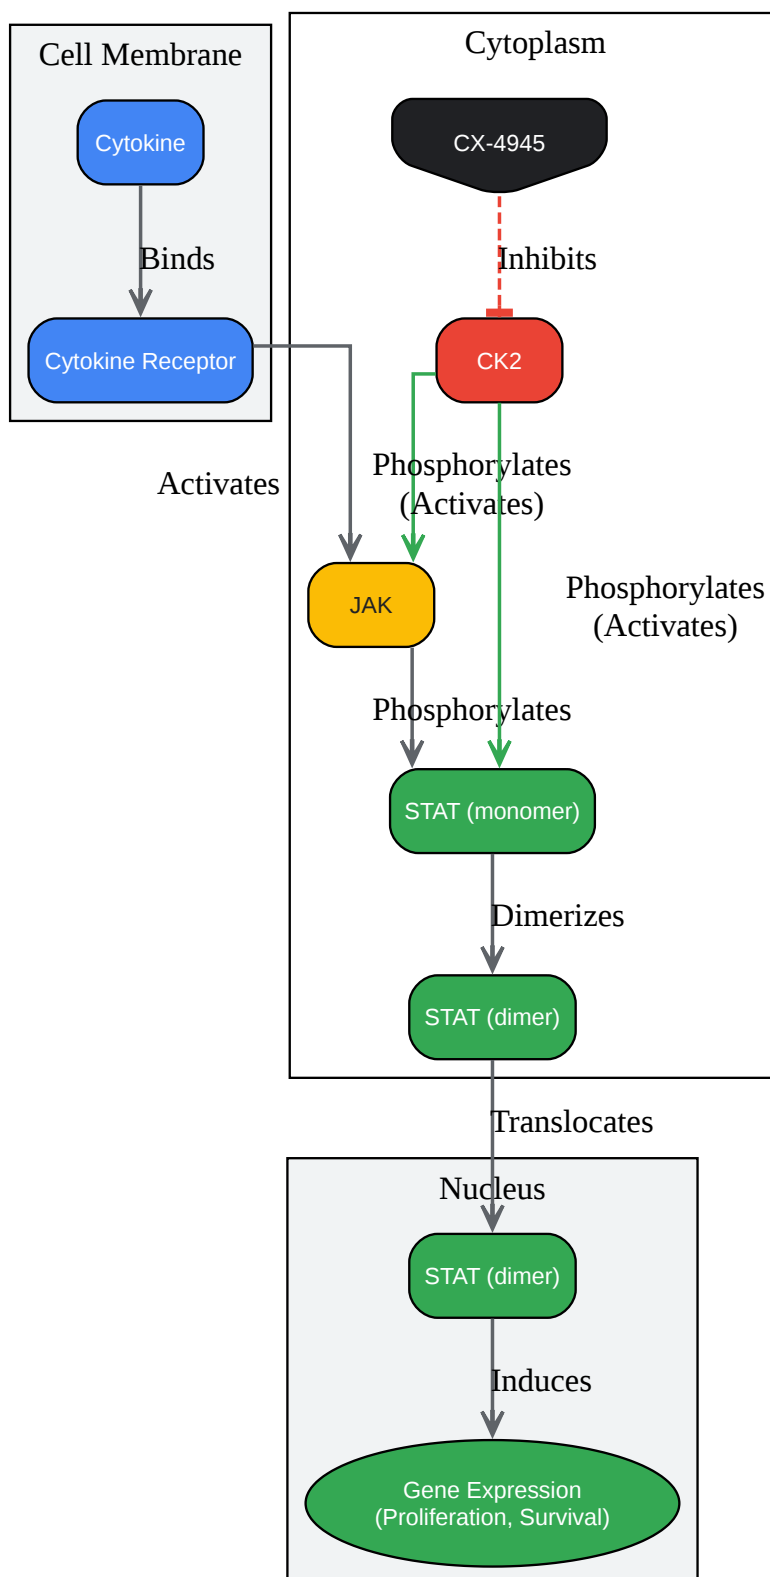 Cell Membrane
Cytoplasm
Cytokine
CX-4945
Binds
Inhibits
Cytokine Receptor
CK2
Activates
Phosphorylates
(Activates)
JAK
Phosphorylates
(Activates)
Phosphorylates
STAT (monomer)
Dimerizes
STAT (dimer)
Translocates
Nucleus
STAT (dimer)
Induces
Gene Expression
(Proliferation, Survival)